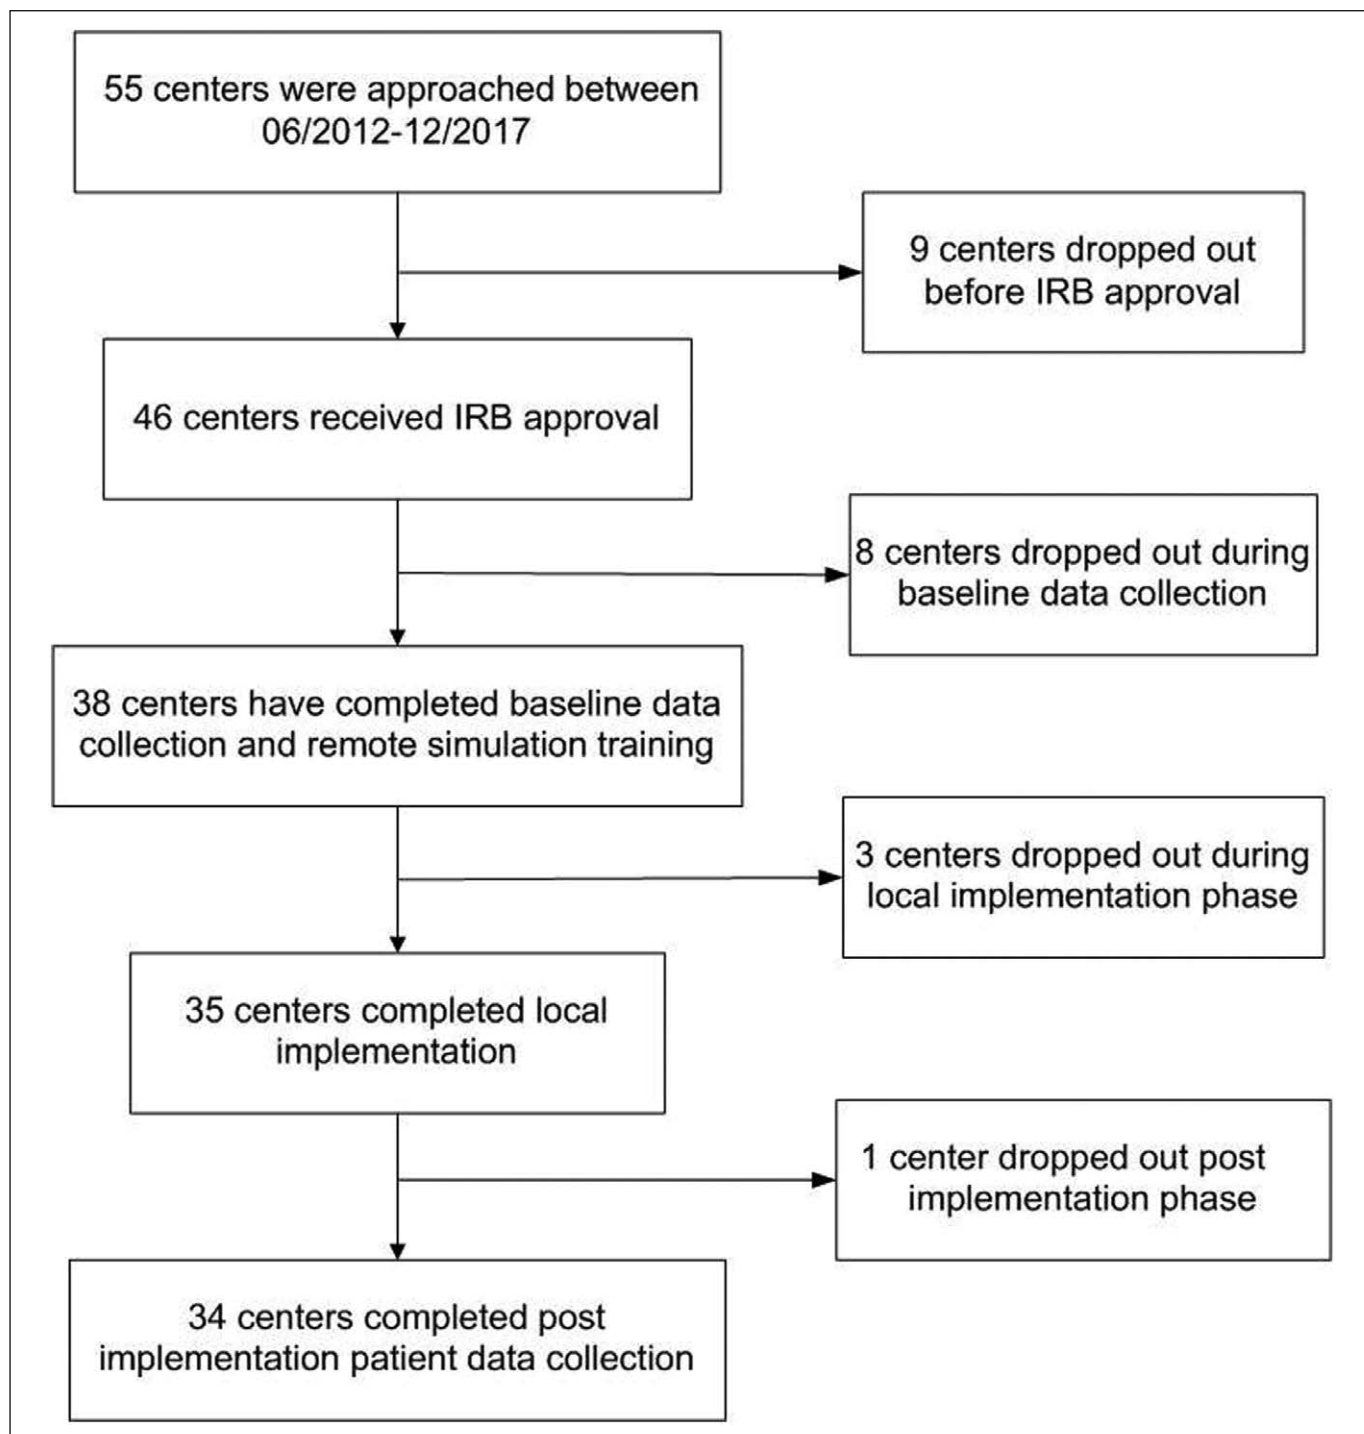 55 centers were approached between
06/2012-12/2017
9 centers dropped out
before IRB approval
46 centers received IRB approval
8 centers dropped out during
baseline data collection
38 centers have completed baseline data
collection and remote simulation training
3 centers dropped out during
local implementation phase
35 centers completed local
implementation
1 center dropped out post
implementation phase
34 centers completed post
implementation patient data collection